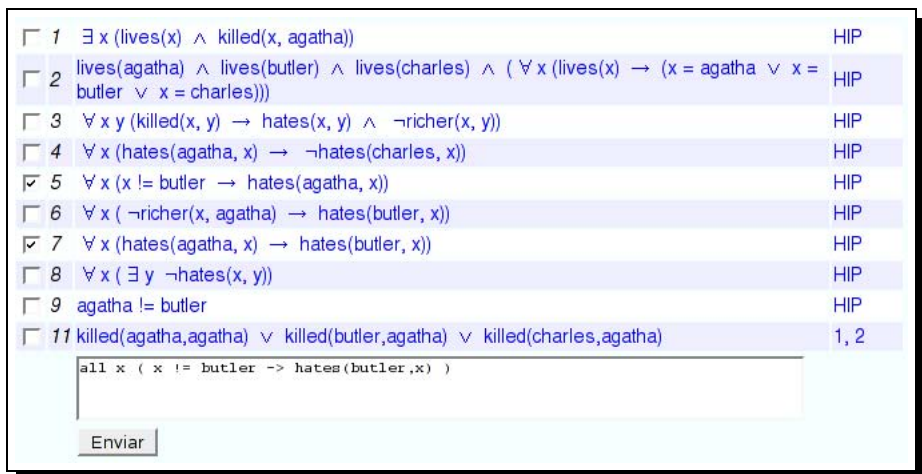 1 ∃ x (lives(x) ∧ killed(x, agatha)) HIP
2 lives(agatha) ∧ lives(butler) ∧ lives(charles) ∧ ( ∀ x (lives(x) → (x = agatha ∨ x = HIP
butler ∨ x = charles)))
3 ∀ x y (killed(x, y) → hates(x, y) ∧ ¬richer(x, y)) HIP
4 ∀ x (hates(agatha, x) → ¬hates(charles, x)) HIP
5 ∀ x (x != butler → hates(agatha, x)) HIP
6 ∀ x ( ¬richer(x, agatha) → hates(butler, x)) HIP
7 ∀ x (hates(agatha, x) → hates(butler, x)) HIP
8 ∀ x ( ∃ y ¬hates(x, y)) HIP
9 agatha != butler HIP
11 killed(agatha,agatha) ∨ killed(butler,agatha) ∨ killed(charles,agatha) 1, 2
all x ( x != butler -> hates(butler,x) )
Enviar